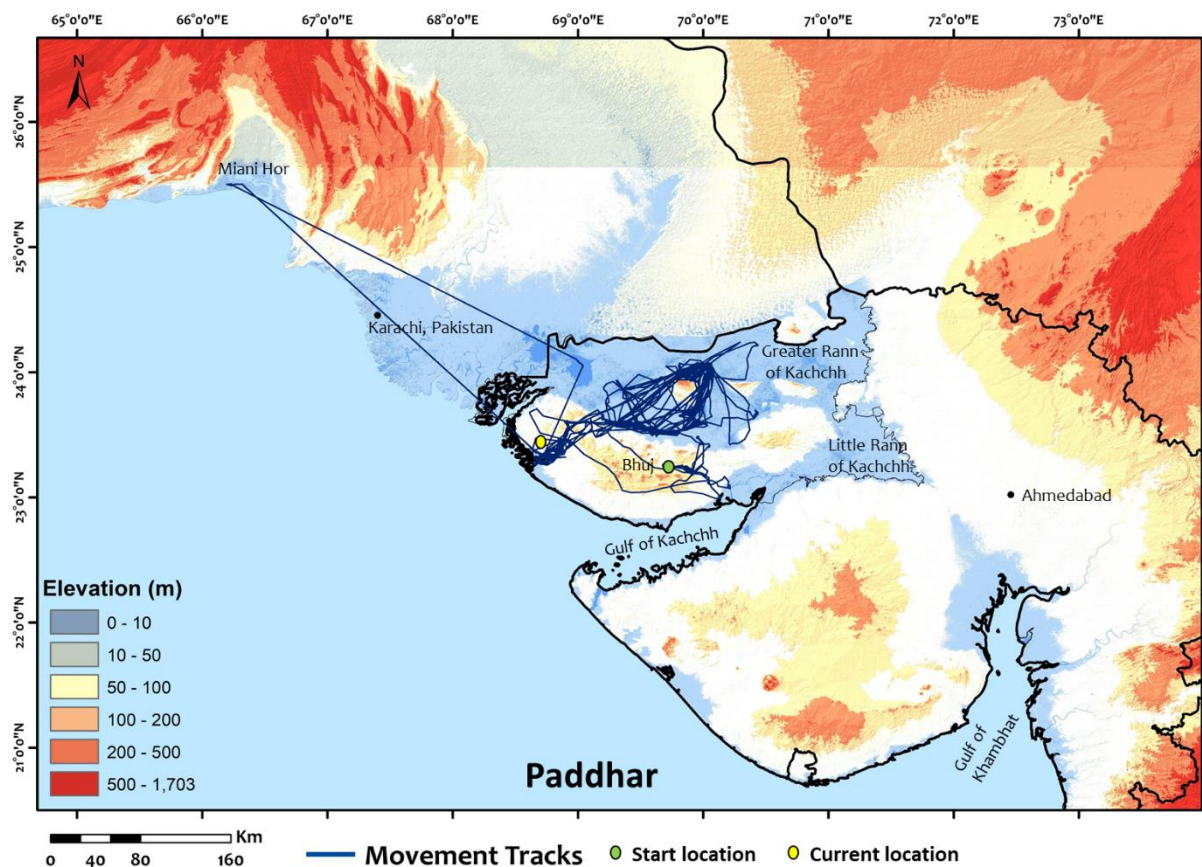 65°0'0"E 66°0'0"E 67°0'0"E 68°0'0"E 69°0'0"E 70°0'0"E 71°0'0"E 72°0'0"E 73°0'0"E
N
26°0'0"N
25°0'0"N
24°0'0"N
23°0'0"N
22°0'0"N
21°0'0"N
Miani Hor
Karachi, Pakistan
Greater Rann
of Kachchh
Little Rann
of Kachchh
Bhuj
Ahmedabad
Gulf of Kachchh
Gulf of
Khambhat
Elevation (m)
0 - 10
10 - 50
50 - 100
100 - 200
200 - 500
500 - 1,703
Paddhar
Km
0 40 80 160
Movement Tracks Start location Current location